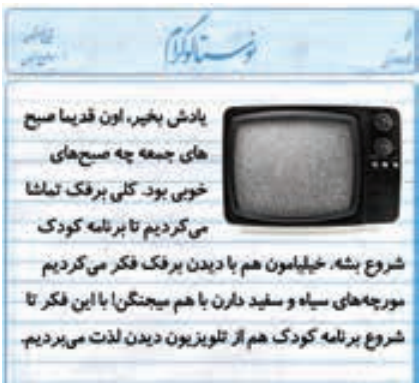 نوستالوگرام
یادش بخیر، اون قدیما صبح
های جمعه چه صبح‌های
خوبی بود. کلی برفک تماشا
می‌کردیم تا برنامه کودک
شروع بشه. خیلیامون هم با دیدن برفک فکر می‌کردیم
مورچه‌های سیاه و سفید دارن با هم میجنگن! با این فکر تا
شروع برنامه کودک هم از تلویزیون دیدن لذت می‌بردیم.